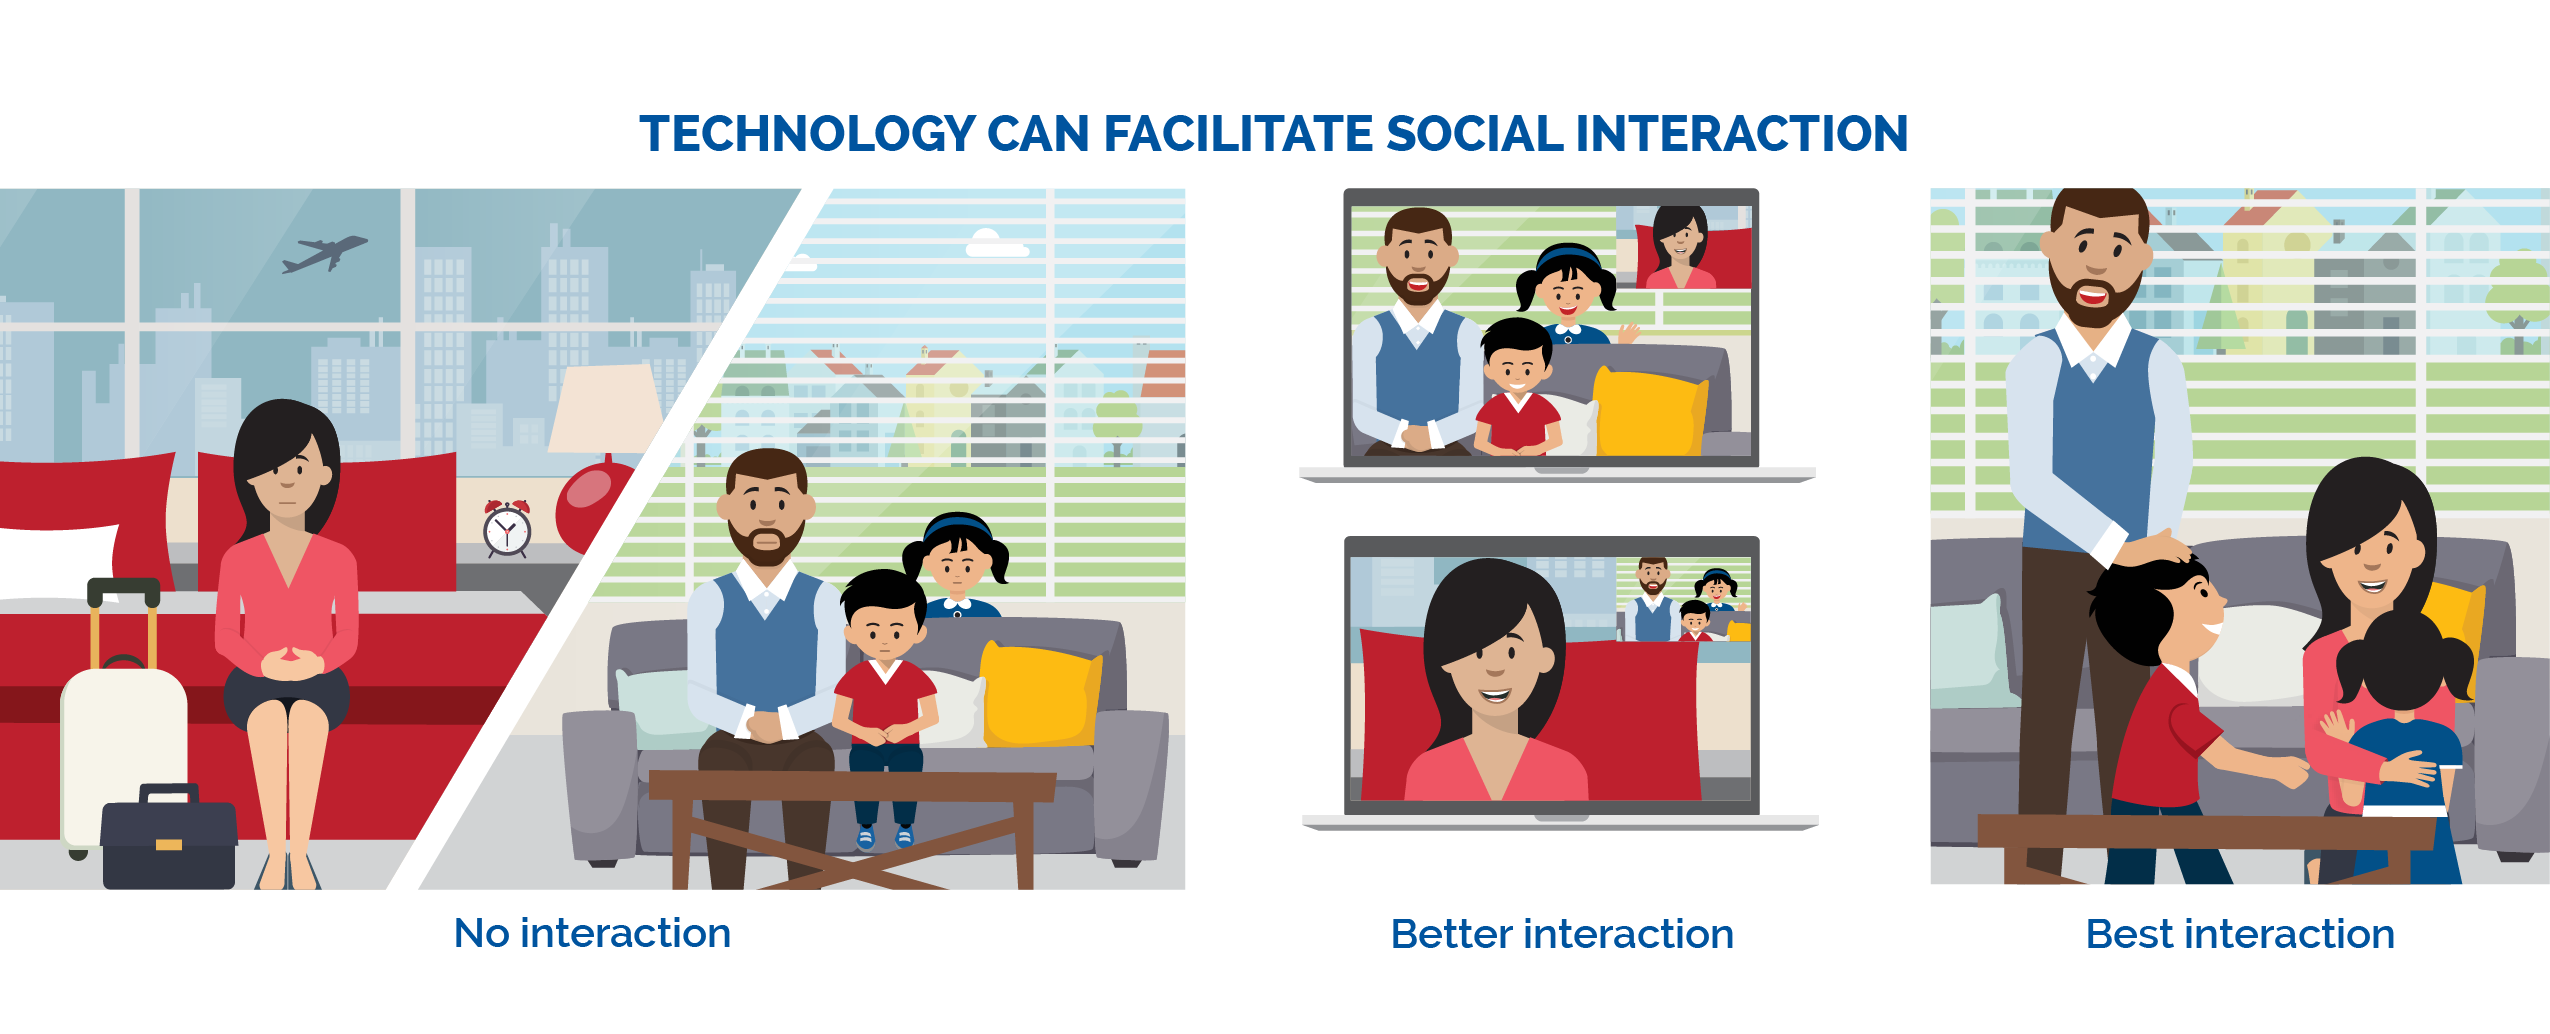 TECHNOLOGY CAN FACILITATE SOCIAL INTERACTION
No interaction
Better interaction
Best interaction